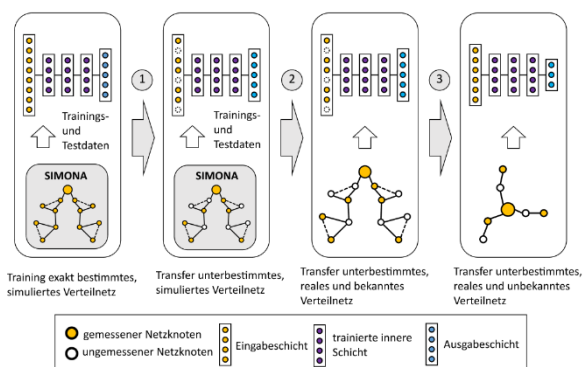 1
2
3
Trainings-
und
Testdaten
Trainings-
und
Testdaten
SIMONA
SIMONA
Training exakt bestimmtes,
simuliertes Verteilnetz
Transfer unterbestimmtes,
simuliertes Verteilnetz
Transfer unterbestimmtes,
reales und bekanntes
Verteilnetz
Transfer unterbestimmtes,
reales und unbekanntes
Verteilnetz
gemessener Netzknoten
ungemessener Netzknoten
Eingabeschicht
trainierte innere
Schicht
Ausgabeschicht